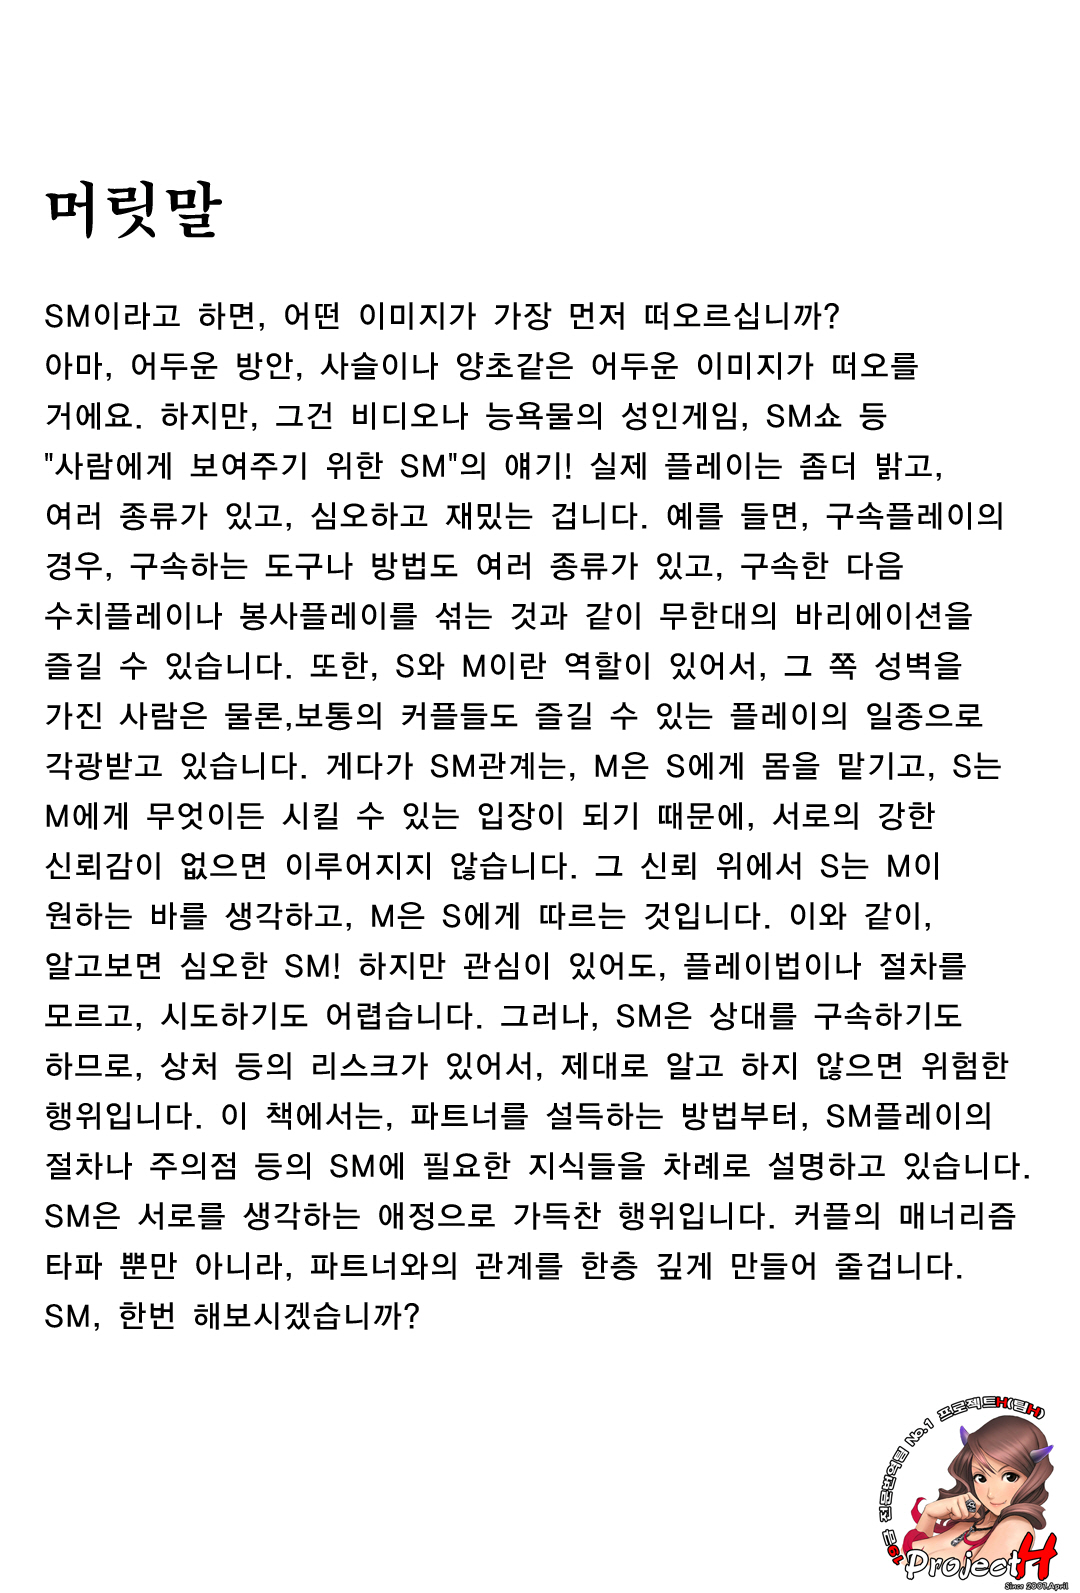 머릿말
SM이라고 하면, 어떤 이미지가 가장 먼저 떠오르십니까?
아마, 어두운 방안, 사슬이나 양초같은 어두운 이미지가 떠오를
거에요. 하지만, 그건 비디오나 능욕물의 성인게임, SM쇼 등
"사람에게 보여주기 위한 SM"의 얘기! 실제 플레이는 좀더 밝고,
여러 종류가 있고, 심오하고 재밌는 겁니다. 예를 들면, 구속플레이의
경우, 구속하는 도구나 방법도 여러 종류가 있고, 구속한 다음
수치플레이나 봉사플레이를 섞는 것과 같이 무한대의 바리에이션을
즐길 수 있습니다. 또한, S와 M이란 역할이 있어서, 그 쪽 성벽을
가진 사람은 물론,보통의 커플들도 즐길 수 있는 플레이의 일종으로
각광받고 있습니다. 게다가 SM관계는, M은 S에게 몸을 맡기고, S는
M에게 무엇이든 시킬 수 있는 입장이 되기 때문에, 서로의 강한
신뢰감이 없으면 이루어지지 않습니다. 그 신뢰 위에서 S는 M이
원하는 바를 생각하고, M은 S에게 따르는 것입니다. 이와 같이,
알고보면 심오한 SM! 하지만 관심이 있어도, 플레이법이나 절차를
모르고, 시도하기도 어렵습니다. 그러나, SM은 상대를 구속하기도
하므로, 상처 등의 리스크가 있어서, 제대로 알고 하지 않으면 위험한
행위입니다. 이 책에서는, 파트너를 설득하는 방법부터, SM플레이의
절차나 주의점 등의 SM에 필요한 지식들을 차례로 설명하고 있습니다.
SM은 서로를 생각하는 애정으로 가득찬 행위입니다. 커플의 매너리즘
타파 뿐만 아니라, 파트너와의 관계를 한층 깊게 만들어 줄겁니다.
SM, 한번 해보시겠습니까?
19금 전문번역팀 No.1 프로젝트H(팀H)
ProjectH
Since 2007.April